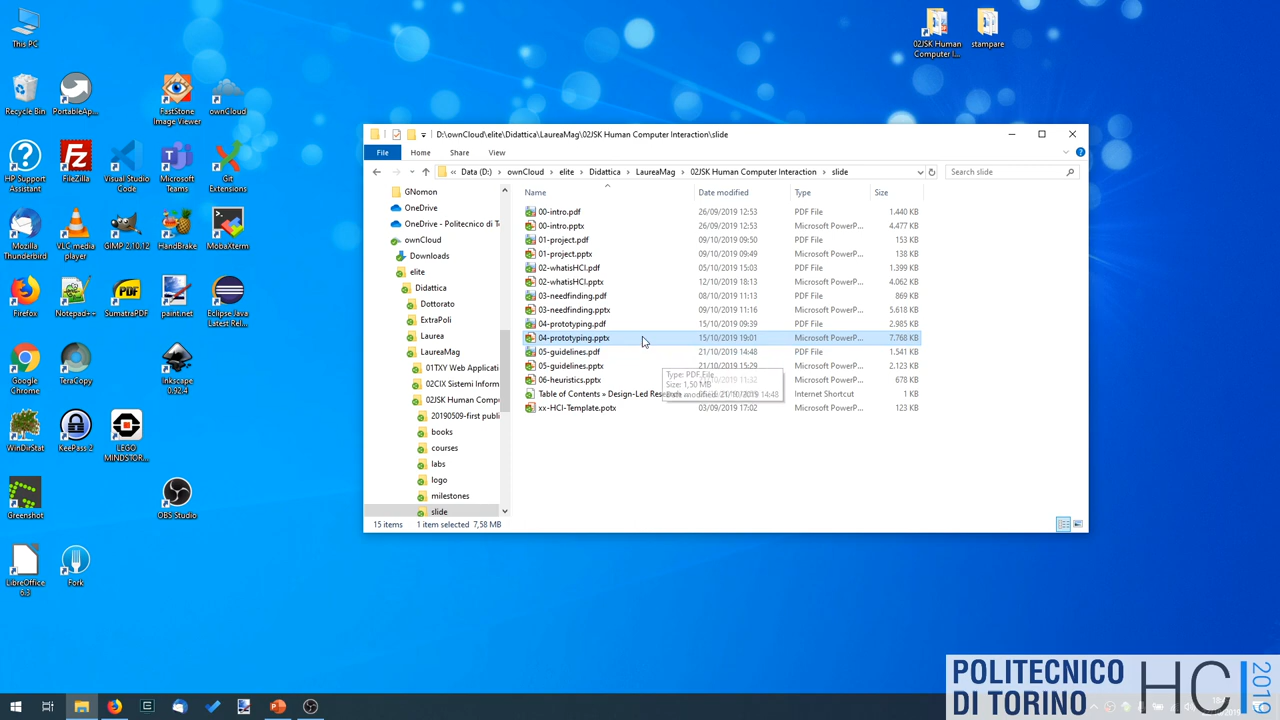 This PC
02JSK Human
Computer I...
stampare
Recycle Bin
PortableAp...
FastStone
Image Viewer
ownCloud
HP Support
Assistant
FileZilla
Visual Studio
Code
Microsoft
Teams
Git
Extensions
Mozilla
Thunderbird
VLC media
player
GIMP 2.10.12
HandBrake
MobaXterm
Firefox
Notepad++
SumatraPDF
paint.net
Eclipse Java
Latest Rel...
Google
Chrome
TeraCopy
inkscape
0.92.4
WinDirStat
KeePass 2
LEGO
MINDSTOR...
Greenshot
OBS Studio
LibreOffice
6.3
Fork
D:\ownCloud\elite\Didattica\LaureaMag\02JSK Human Computer Interaction\slide
File Home Share View
Data (D:) ownCloud elite Didattica LaureaMag 02JSK Human Computer Interaction slide
Search slide
GNomon
OneDrive
OneDrive - Politecnico di T
ownCloud
Downloads
elite
Didattica
Dottorato
ExtraPoli
Laurea
LaureaMag
01TXY Web Applicati
02CIX Sistemi Inform
02JSK Human Compu
20190509-first publi
books
courses
labs
logo
milestones
slide
Name Date modified Type Size
00-intro.pdf 26/09/2019 12:53 PDF File 1.440 KB
00-intro.pptx 26/09/2019 12:53 Microsoft PowerP... 4.477 KB
01-project.pdf 09/10/2019 09:50 PDF File 153 KB
01-project.pptx 09/10/2019 09:49 Microsoft PowerP... 138 KB
02-whatisHCI.pdf 05/10/2019 15:03 PDF File 1.399 KB
02-whatisHCI.pptx 12/10/2019 18:13 Microsoft PowerP... 4.062 KB
03-needfinding.pdf 08/10/2019 11:13 PDF File 869 KB
03-needfinding.pptx 09/10/2019 11:16 Microsoft PowerP... 5.618 KB
04-prototyping.pdf 15/10/2019 09:39 PDF File 2.985 KB
04-prototyping.pptx 15/10/2019 19:01 Microsoft PowerP... 7.768 KB
05-guidelines.pdf 21/10/2019 14:48 PDF File 1.541 KB
05-guidelines.pptx 21/10/2019 15:29 Microsoft PowerP... 2.123 KB
06-heuristics.pptx Microsoft PowerP... 678 KB
Table of Contents » Design-Led Internet Shortcut 1 KB
xx-HCI-Template.potx 03/09/2019 17:02 Microsoft PowerP... 123 KB
Type: PDF File
Size: 1,50 MB
Date modified: 21/10/2019 14:48
15 items 1 item selected 7,58 MB
POLITECNICO
DI TORINO
HCI
2019